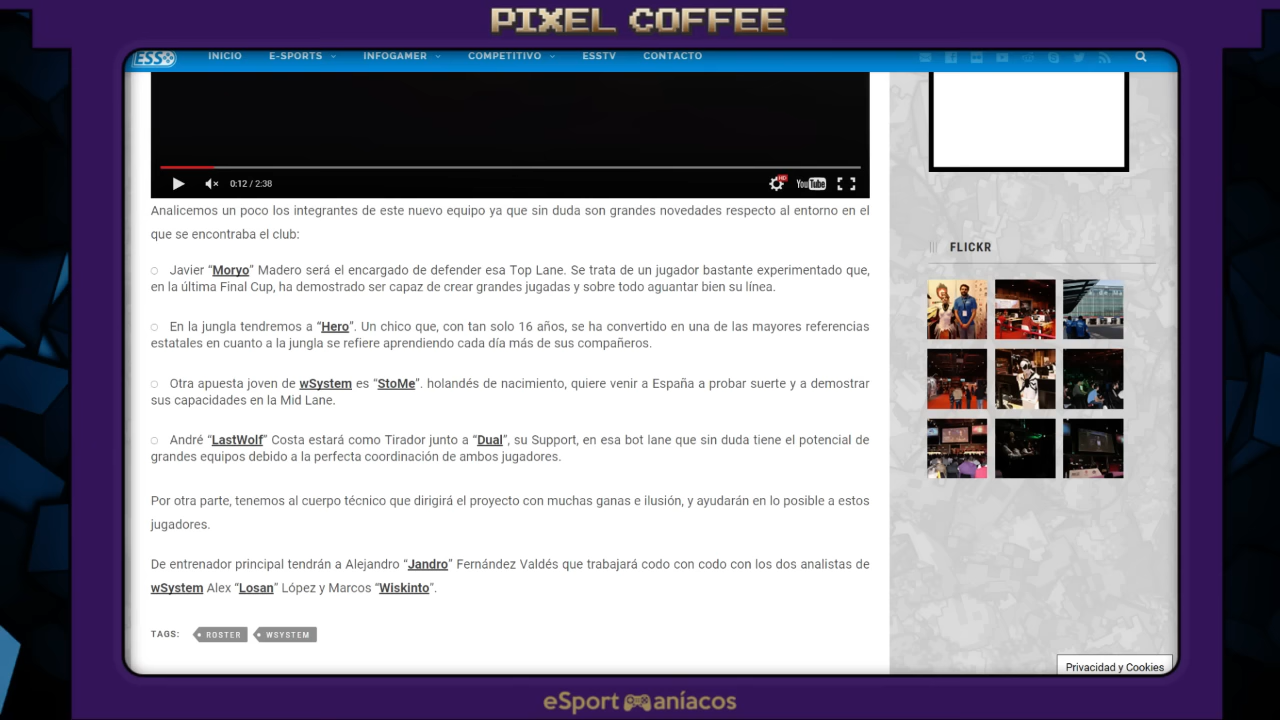 PIXEL COFFEE
ESS
INICIO E-SPORTS INFOGAMER COMPETITIVO ESSTV CONTACTO
0:12 / 2:38 HD YouTube
Analicemos un poco los integrantes de este nuevo equipo ya que sin duda son grandes novedades respecto al entorno en el
que se encontraba el club:
Javier “Moryo” Madero será el encargado de defender esa Top Lane. Se trata de un jugador bastante experimentado que,
en la última Final Cup, ha demostrado ser capaz de crear grandes jugadas y sobre todo aguantar bien su línea.
En la jungla tendremos a “Hero”. Un chico que, con tan solo 16 años, se ha convertido en una de las mayores referencias
estatales en cuanto a la jungla se refiere aprendiendo cada día más de sus compañeros.
Otra apuesta joven de wSystem es “StoMe”. holandés de nacimiento, quiere venir a España a probar suerte y a demostrar
sus capacidades en la Mid Lane.
André “LastWolf” Costa estará como Tirador junto a “Dual”, su Support, en esa bot lane que sin duda tiene el potencial de
grandes equipos debido a la perfecta coordinación de ambos jugadores.
Por otra parte, tenemos al cuerpo técnico que dirigirá el proyecto con muchas ganas e ilusión, y ayudarán en lo posible a estos
jugadores.
De entrenador principal tendrán a Alejandro “Jandro” Fernández Valdés que trabajará codo con codo con los dos analistas de
wSystem Alex “Losan” López y Marcos “Wiskinto”.
TAGS: ROSTER WSYSTEM
FLICKR
Privacidad y Cookies
eSport maníacos